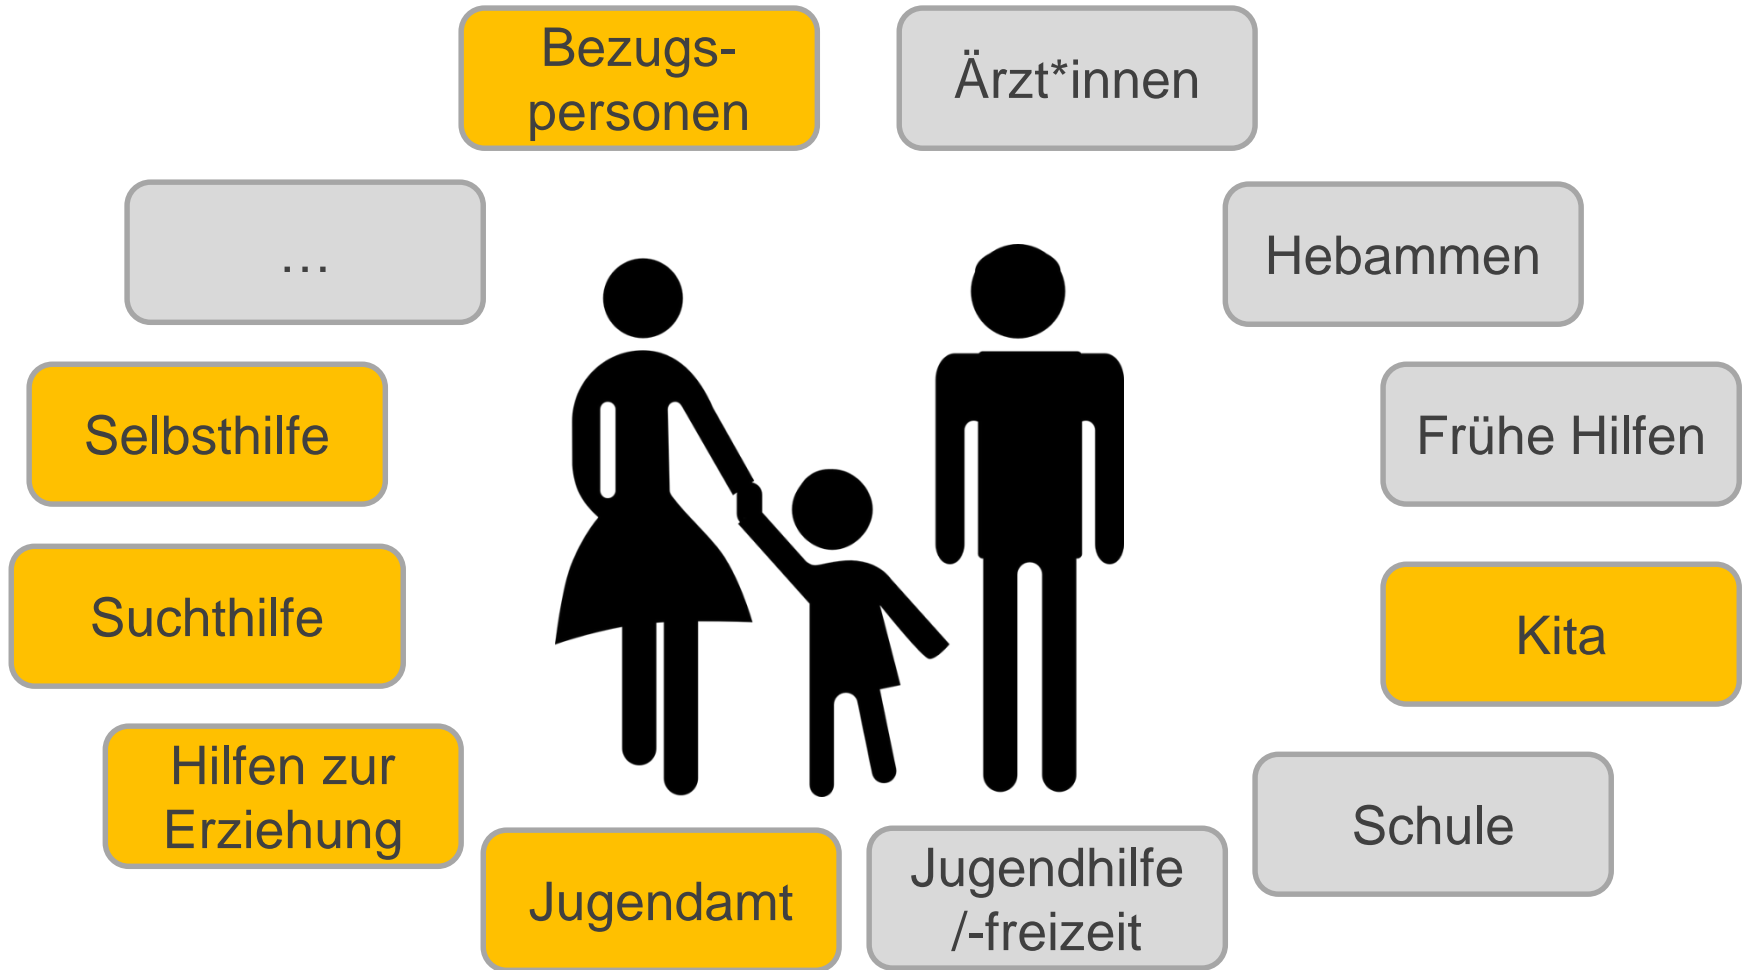 Bezugs-
personen
Ärzt*innen
…
Hebammen
Selbsthilfe
Frühe Hilfen
Suchthilfe
Kita
Hilfen zur
Erziehung
Schule
Jugendamt
Jugendhilfe
/-freizeit